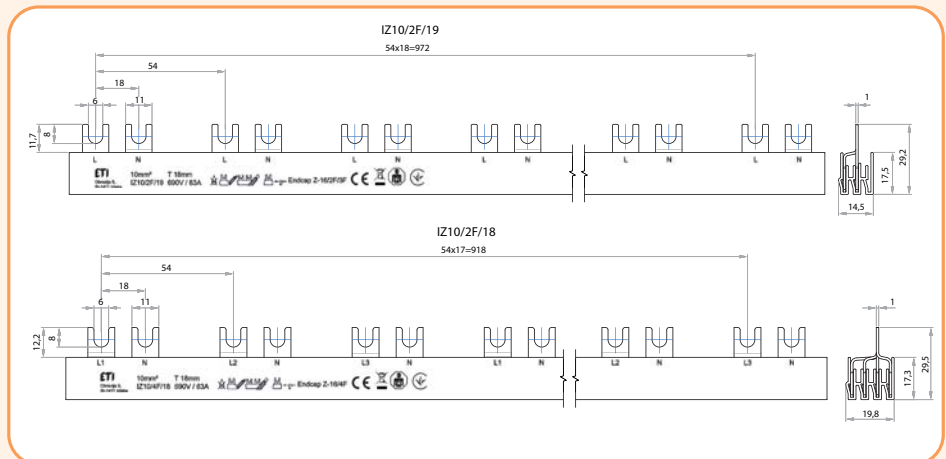 IZ10/2F/19
54x18=972
54
18
6
11
11,7
8
1
29,2
17,5
14,5
L N L N L N L N L N L N
ETI
10mm² T 18mm
IZ10/2F/19 690V / 63A
Endcap Z-16/2F/3F CE
IZ10/2F/18
54x17=918
54
18
6
11
12,2
8
1
29,5
17,3
19,8
L1 N L2 N L3 N L1 N L2 N L3 N
ETI
10mm² T 18mm
IZ10/4F/18 690V / 63A
Endcap Z-16/4F CE